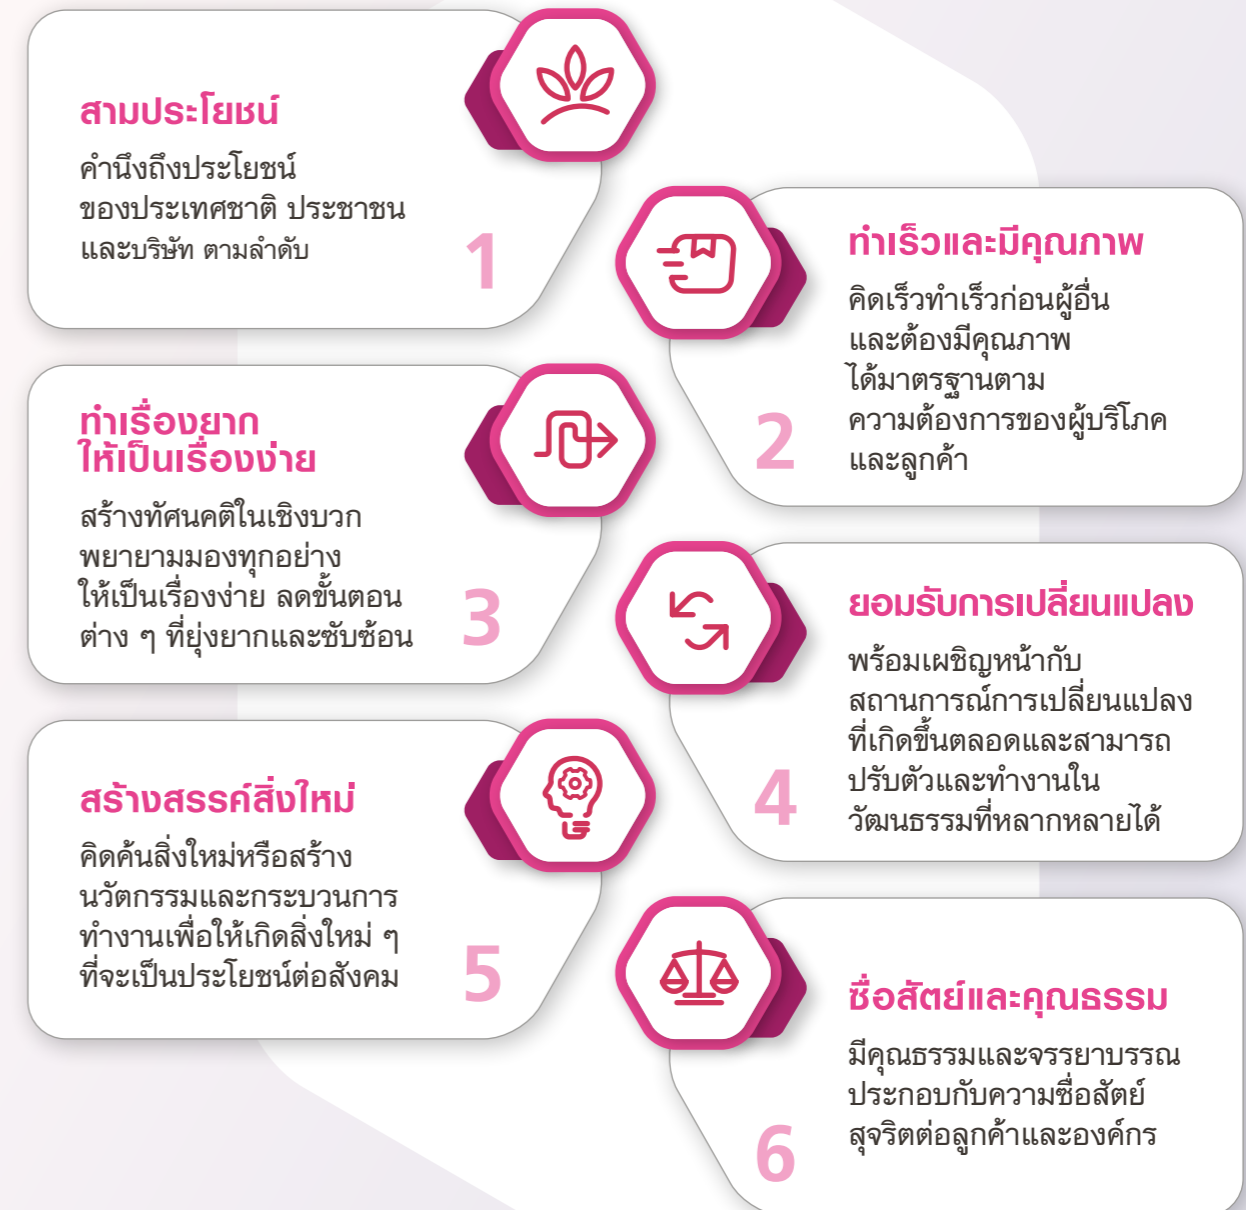 สามประโยชน์
คำนึงถึงประโยชน์
ของประเทศชาติ ประชาชน
และบริษัท ตามลำดับ
1
ทำเร็วและมีคุณภาพ
คิดเร็วทำเร็วก่อนผู้อื่น
และต้องมีคุณภาพ
ได้มาตรฐานตาม
ความต้องการของผู้บริโภค
และลูกค้า
2
ทำเรื่องยาก
ให้เป็นเรื่องง่าย
สร้างทัศนคติในเชิงบวก
พยายามมองทุกอย่าง
ให้เป็นเรื่องง่าย ลดขั้นตอน
ต่าง ๆ ที่ยุ่งยากและซับซ้อน
3
ยอมรับการเปลี่ยนแปลง
พร้อมเผชิญหน้ากับ
สถานการณ์การเปลี่ยนแปลง
ที่เกิดขึ้นตลอดและสามารถ
ปรับตัวและทำงานใน
วัฒนธรรมที่หลากหลายได้
4
สร้างสรรค์สิ่งใหม่
คิดค้นสิ่งใหม่หรือสร้าง
นวัตกรรมและกระบวนการ
ทำงานเพื่อให้เกิดสิ่งใหม่ ๆ
ที่จะเป็นประโยชน์ต่อสังคม
5
ซื่อสัตย์และคุณธรรม
มีคุณธรรมและจรรยาบรรณ
ประกอบกับความซื่อสัตย์
สุจริตต่อลูกค้าและองค์กร
6